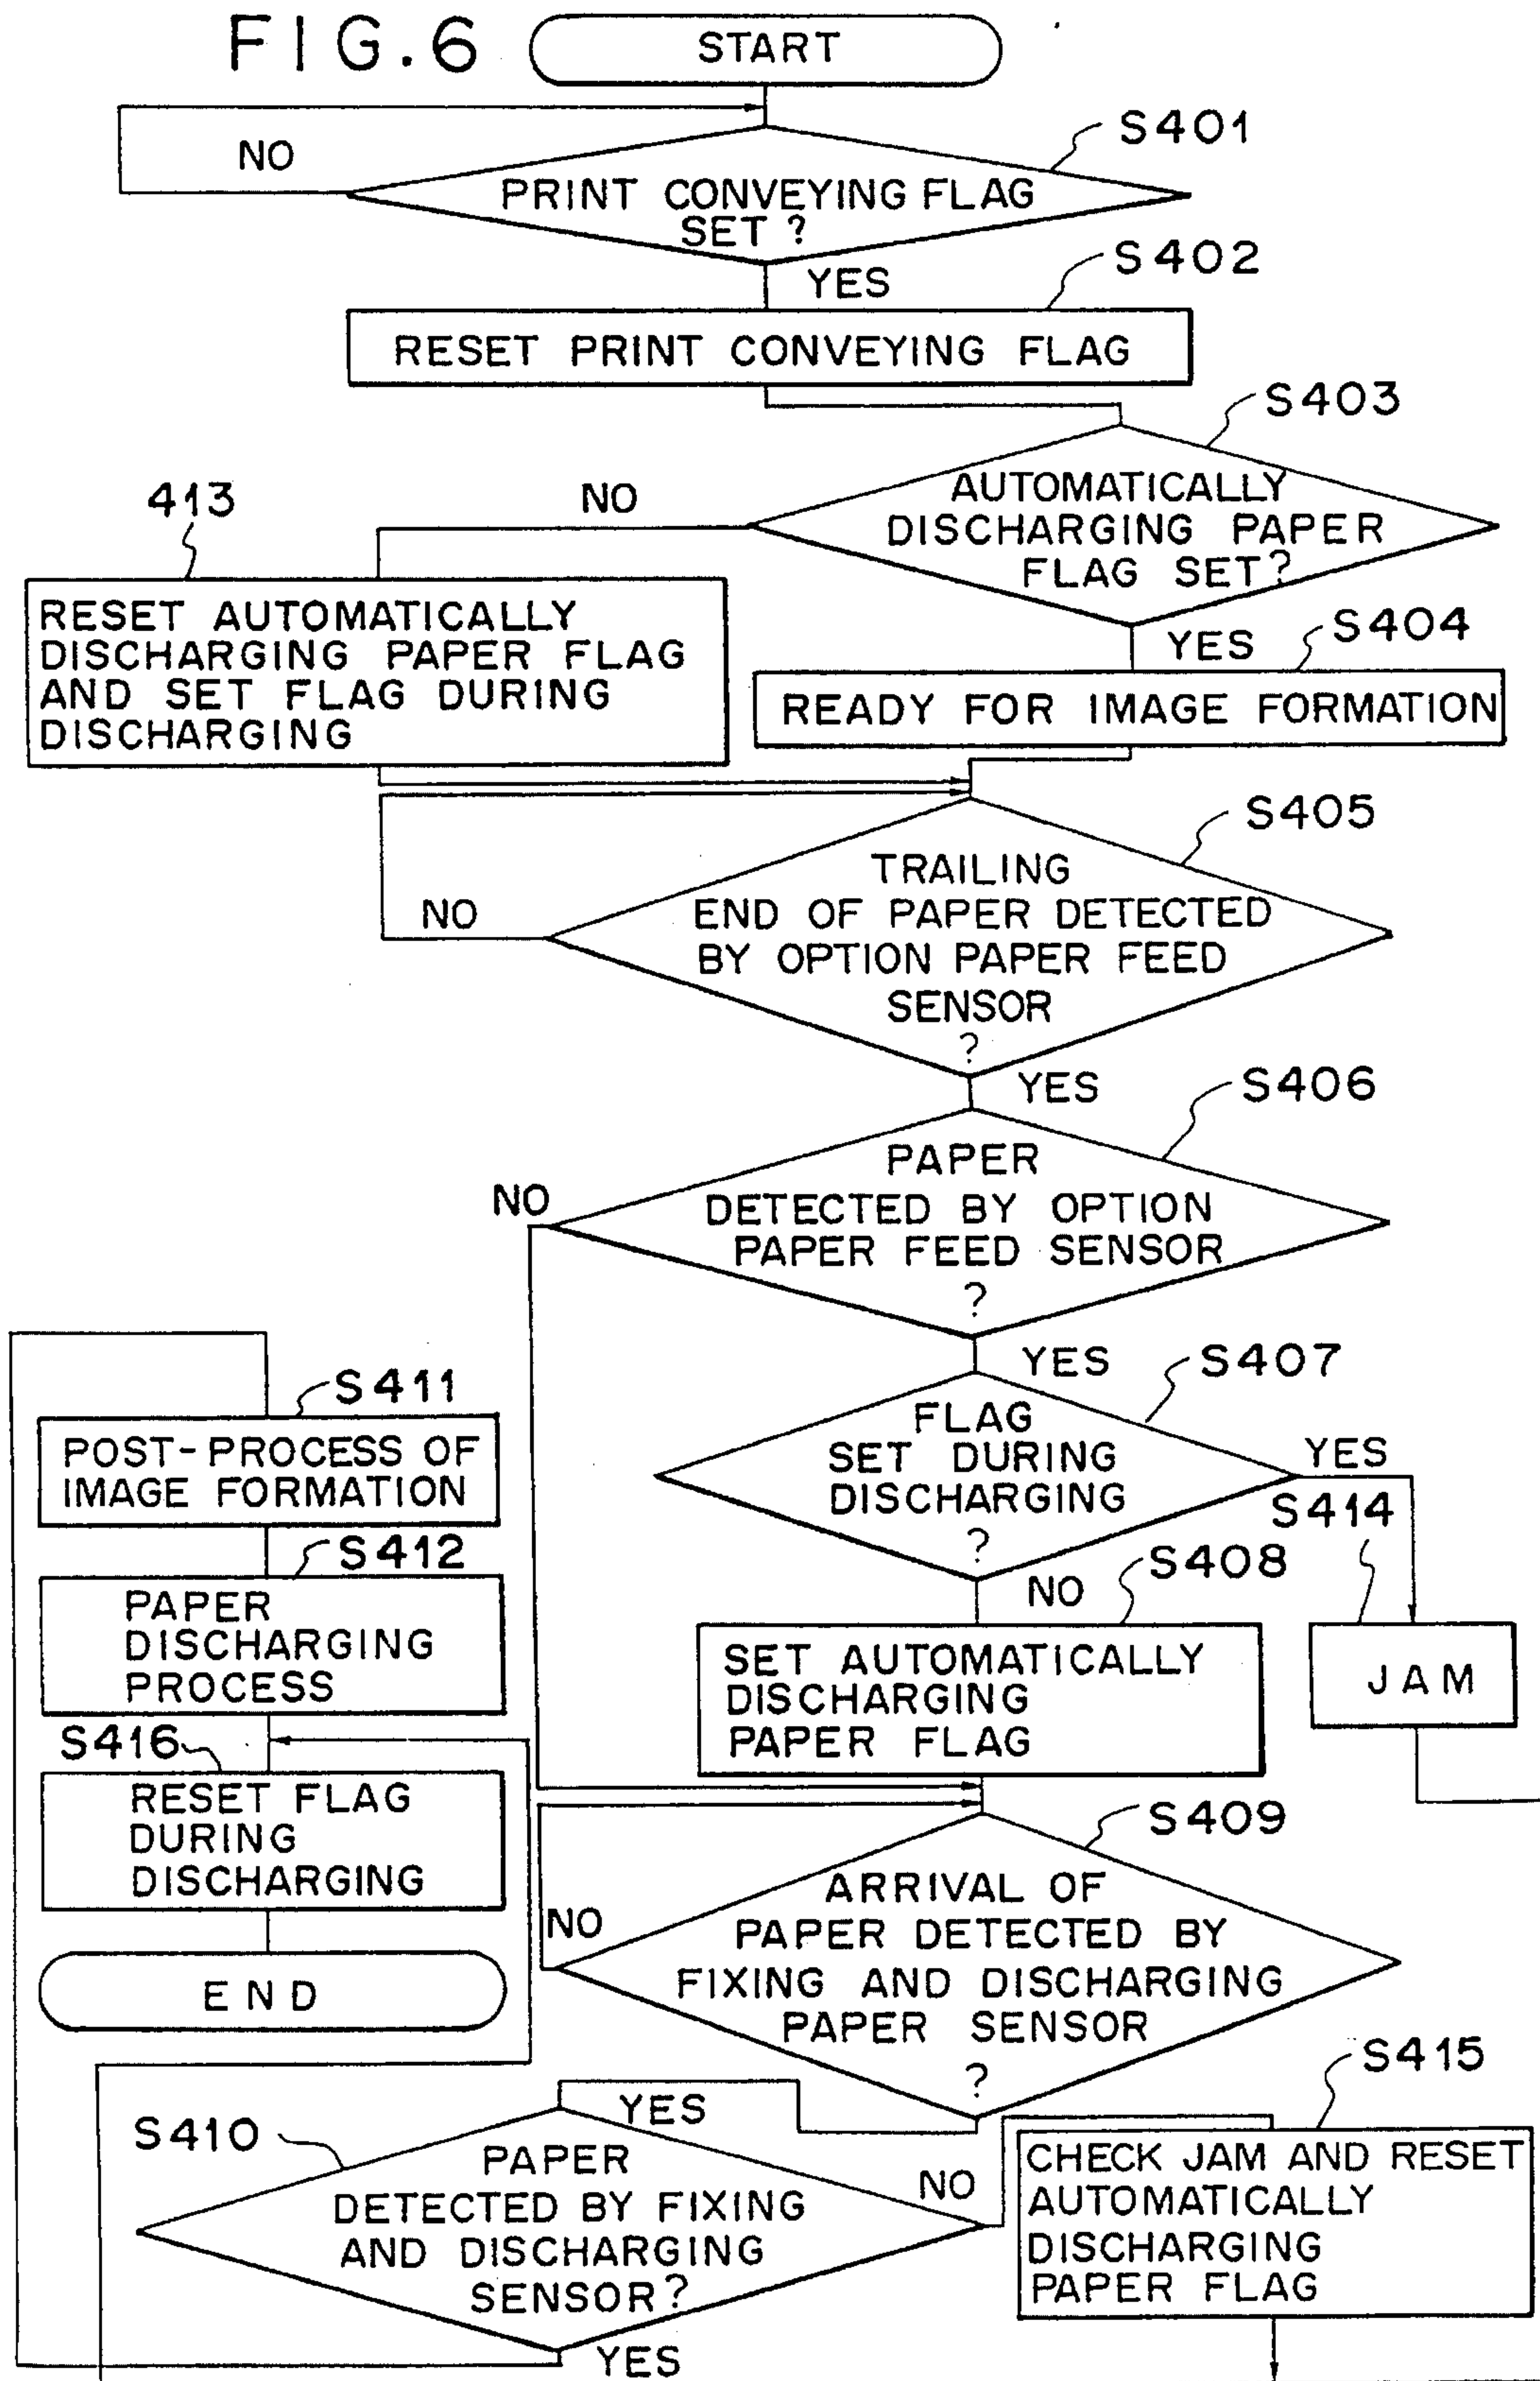 FIG.6
START
S401
NO
PRINT CONVEYING FLAG
SET ?
S402
YES
RESET PRINT CONVEYING FLAG
S403
AUTOMATICALLY
DISCHARGING PAPER
FLAG SET?
NO
413
RESET AUTOMATICALLY
DISCHARGING PAPER FLAG
AND SET FLAG DURING
DISCHARGING
YES
S404
READY FOR IMAGE FORMATION
S405
TRAILING
END OF PAPER DETECTED
BY OPTION PAPER FEED
SENSOR
?
NO
YES
S406
PAPER
DETECTED BY OPTION
PAPER FEED SENSOR
?
NO
YES
S407
FLAG
SET DURING
DISCHARGING
?
YES
S414
JAM
NO
S408
SET AUTOMATICALLY
DISCHARGING
PAPER FLAG
S411
POST-PROCESS OF
IMAGE FORMATION
S412
PAPER
DISCHARGING
PROCESS
S416
RESET FLAG
DURING
DISCHARGING
END
S409
ARRIVAL OF
PAPER DETECTED BY
FIXING AND DISCHARGING
PAPER SENSOR
?
NO
YES
S410
PAPER
DETECTED BY FIXING
AND DISCHARGING
SENSOR?
NO
YES
S415
CHECK JAM AND RESET
AUTOMATICALLY
DISCHARGING
PAPER FLAG